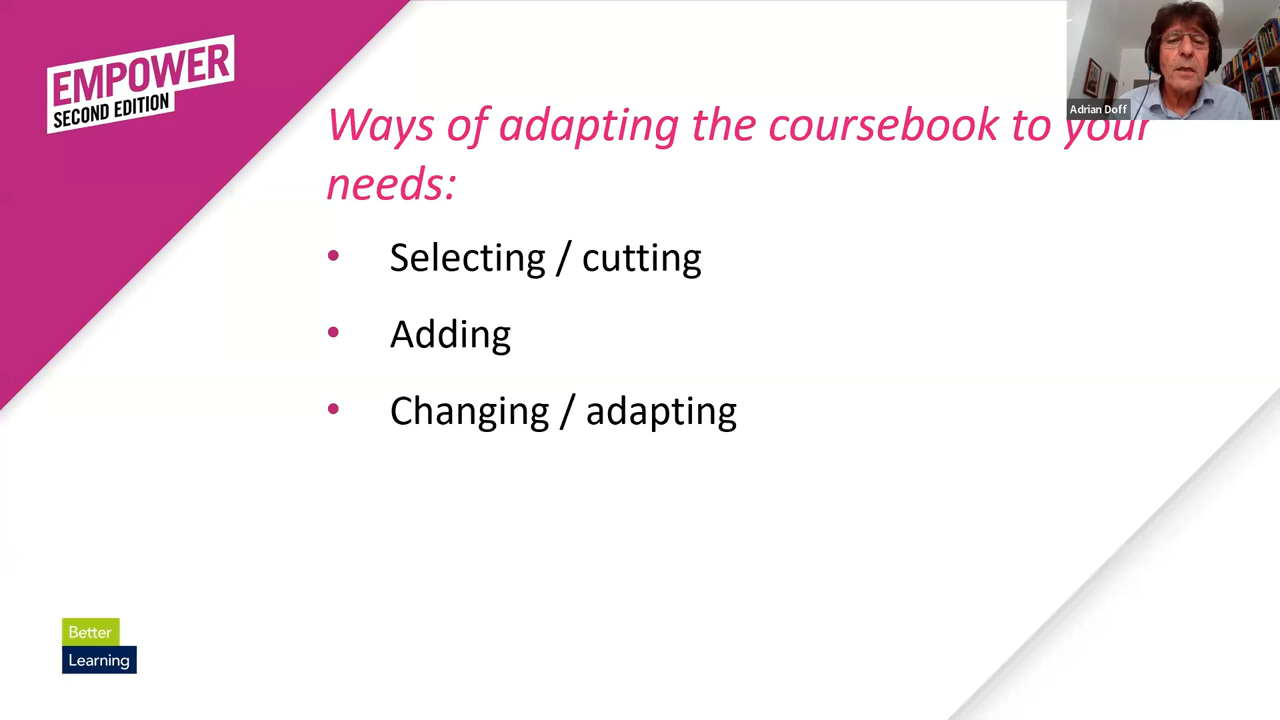 EMPOWER
SECOND EDITION
Adrian Doff
Ways of adapting the coursebook to your
needs:
• Selecting / cutting
• Adding
• Changing / adapting
Better
Learning